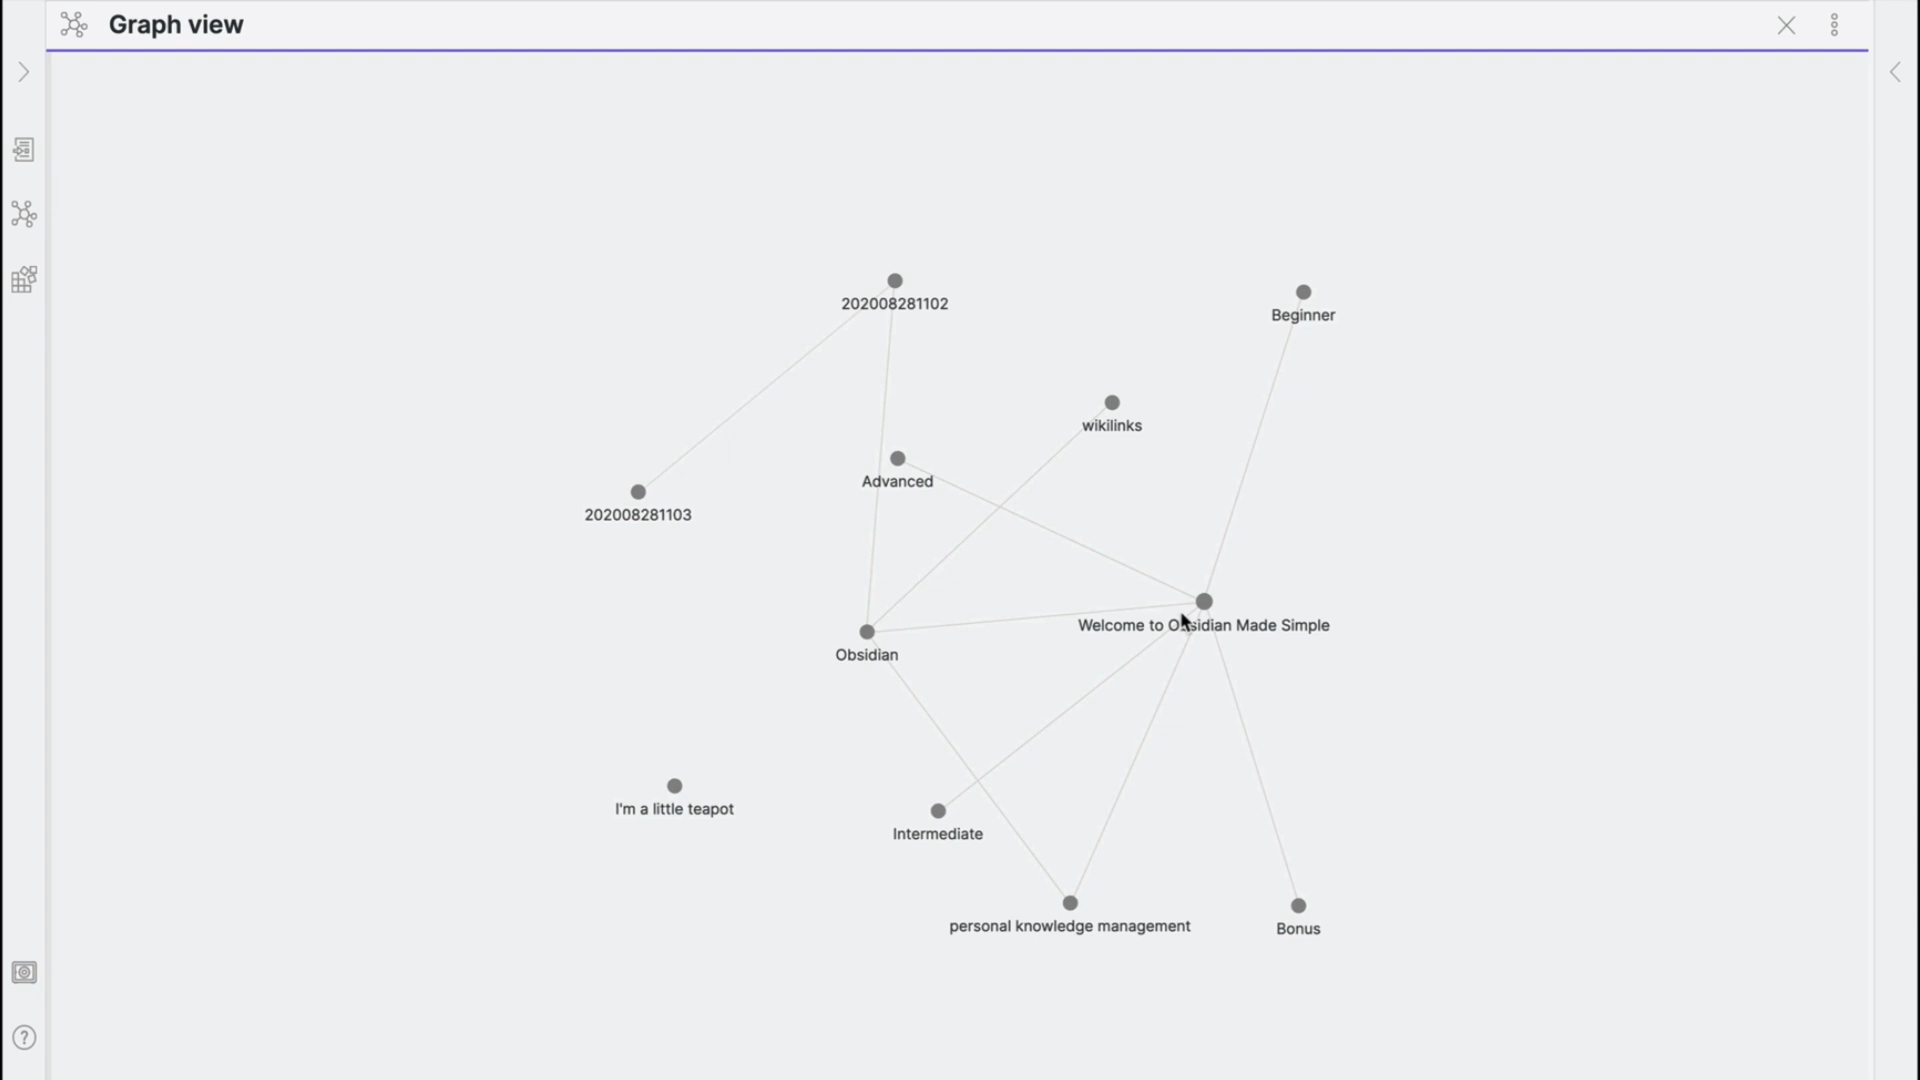 Graph view
202008281102
Beginner
wikilinks
Advanced
202008281103
Welcome to Obsidian Made Simple
Obsidian
I'm a little teapot
Intermediate
personal knowledge management
Bonus